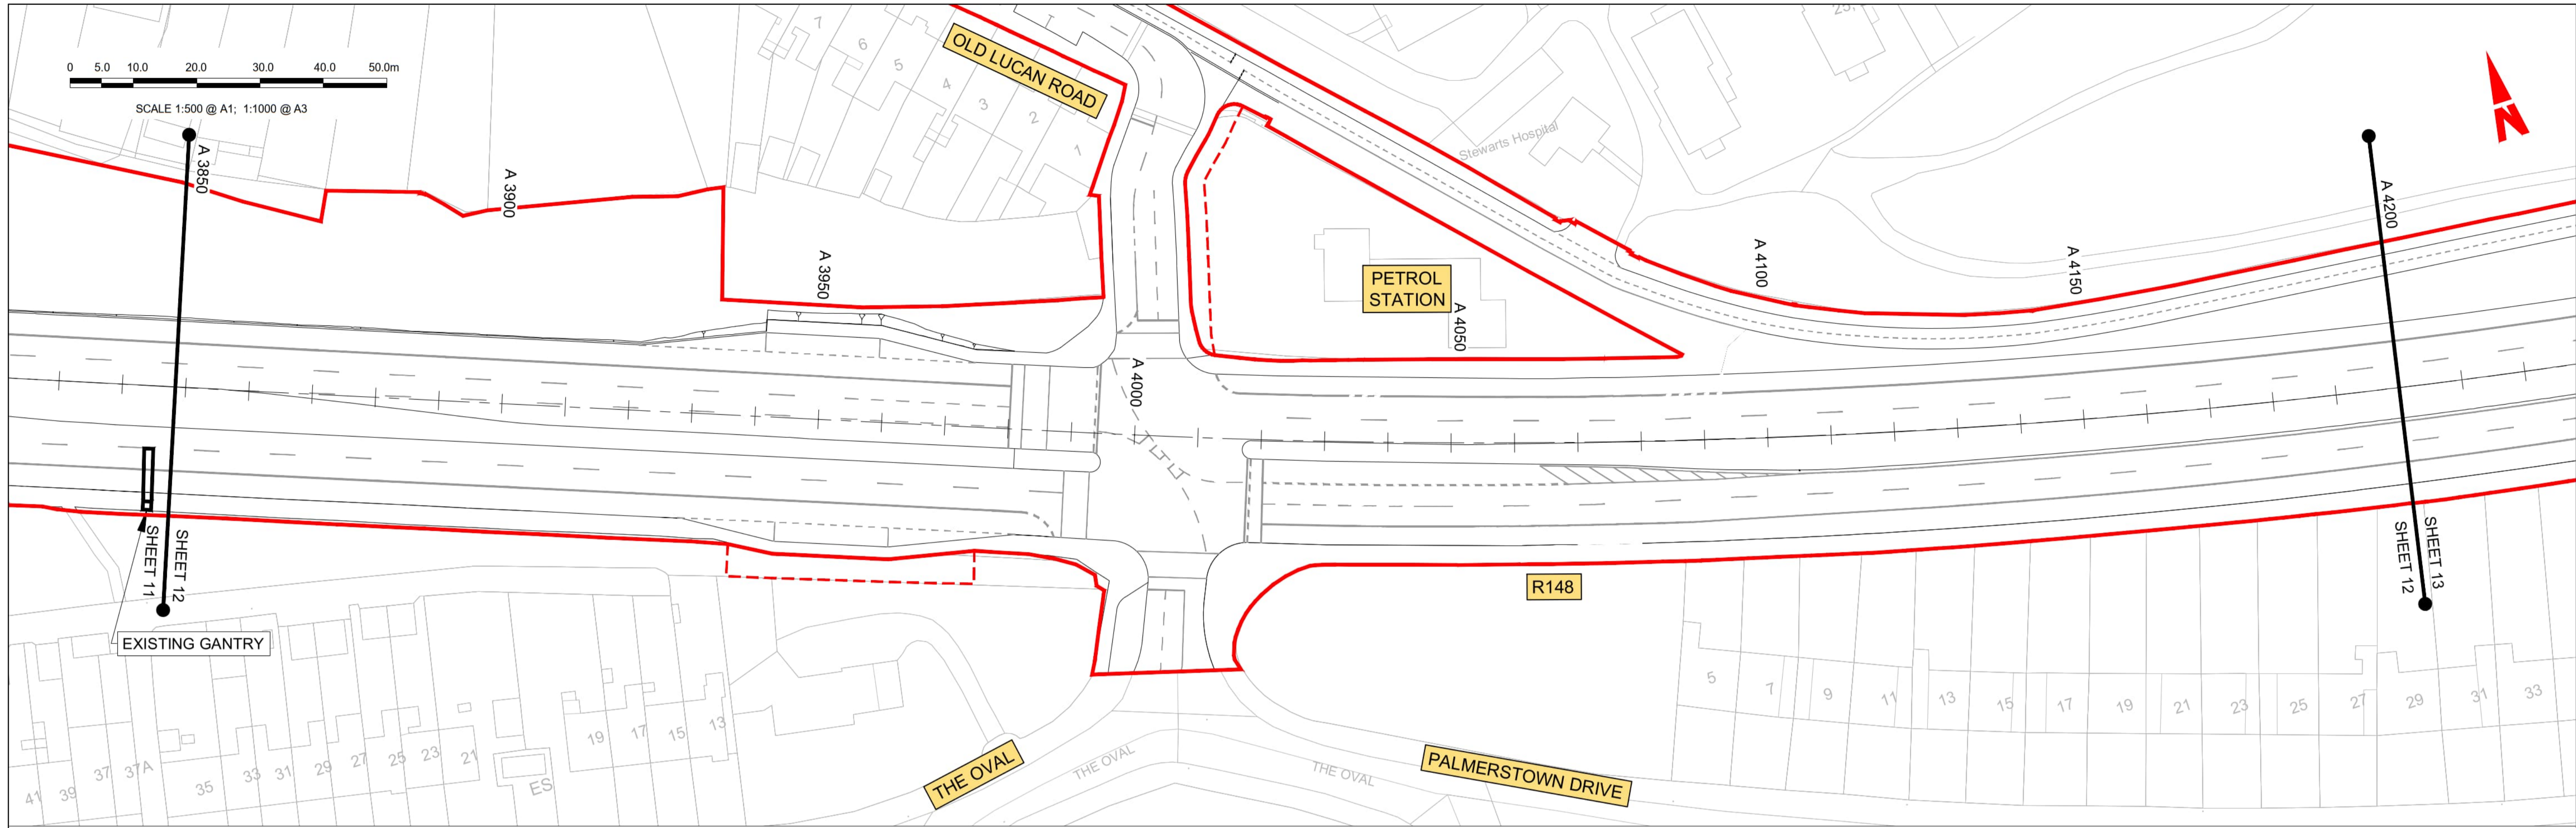 0 5.0 10.0 20.0 30.0 40.0 50.0m
SCALE 1:500 @ A1; 1:1000 @ A3
A 3850
A 3900
A 3950
A 4000
A 4050
A 4100
A 4150
A 4200
7
6
5
4
3
2
1
OLD LUCAN ROAD
25,
Stewarts Hospital
N
PETROL
STATION
SHEET 11
SHEET 12
EXISTING GANTRY
R148
SHEET 12
SHEET 13
41
39
37
37A
35
33
31
29
27
25
23
21
ES
19
17
15
13
THE OVAL
THE OVAL
THE OVAL
PALMERSTOWN DRIVE
5
7
9
11
13
15
17
19
21
23
25
27
29
31
33